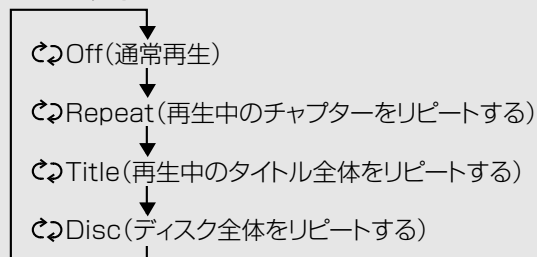 Off(通常再生)
Repeat(再生中のチャプターをリピートする)
Title(再生中のタイトル全体をリピートする)
Disc(ディスク全体をリピートする)